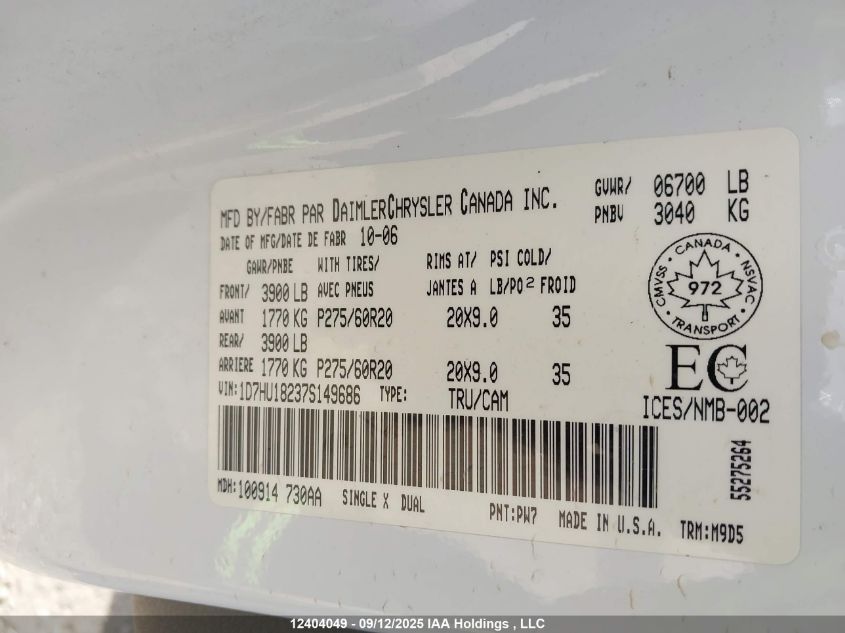 MFD BY/FABR PAR DAIMLERCHRYSLER CANADA INC.
GVWR/ 06700 LB
PNBV 3040 KG
DATE OF MFG/DATE DE FABR 10-06
GAWR/PNBE WITH TIRES/ RIMS AT/ PSI COLD/
FRONT/ 3900 LB AVEC PNEUS JANTES A LB/PO2 FROID
AVANT 1770 KG P275/60R20 20X9.0 35
REAR/ 3900 LB
ARRIERE 1770 KG P275/60R20 20X9.0 35
VIN:1D7HU18237S149686 TYPE: TRU/CAM
CANADA
CMVSS 972 NSVAC
TRANSPORT
EC
ICES/NMB-002
55275264
MDH:100914 730AA SINGLE X DUAL PNT:PW7 MADE IN U.S.A. TRM:M9D5
12404049 - 09/12/2025 IAA Holdings , LLC